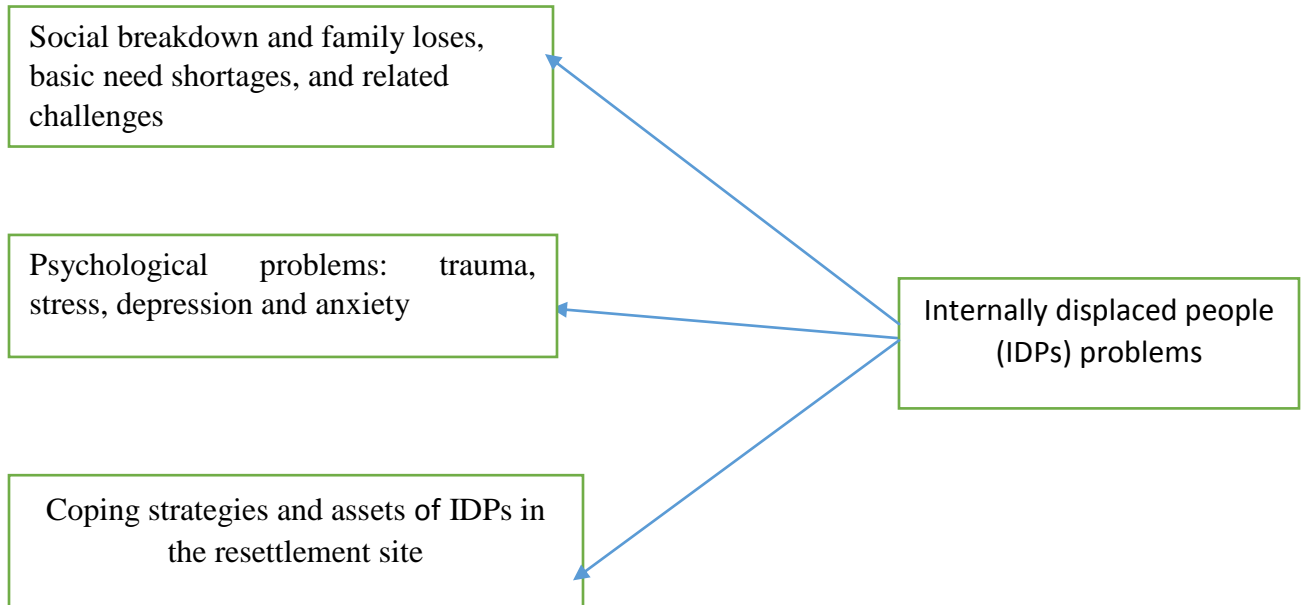 Social breakdown and family loses,
basic need shortages, and related
challenges
Psychological problems: trauma,
stress, depression and anxiety
Internally displaced people
(IDPs) problems
Coping strategies and assets of IDPs in
the resettlement site